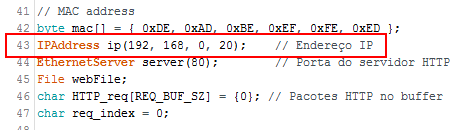 41 // MAC address
42 byte mac[] = { 0xDE, 0xAD, 0xBE, 0xEF, 0xFE, 0xED };
43 IPAddress ip(192, 168, 0, 20); // Endereço IP
44 EthernetServer server(80); // Porta do servidor HTTP
45 File webFile;
46 char HTTP_req[REQ_BUF_SZ] = {0}; // Pacotes HTTP no buffer
47 char req_index = 0;